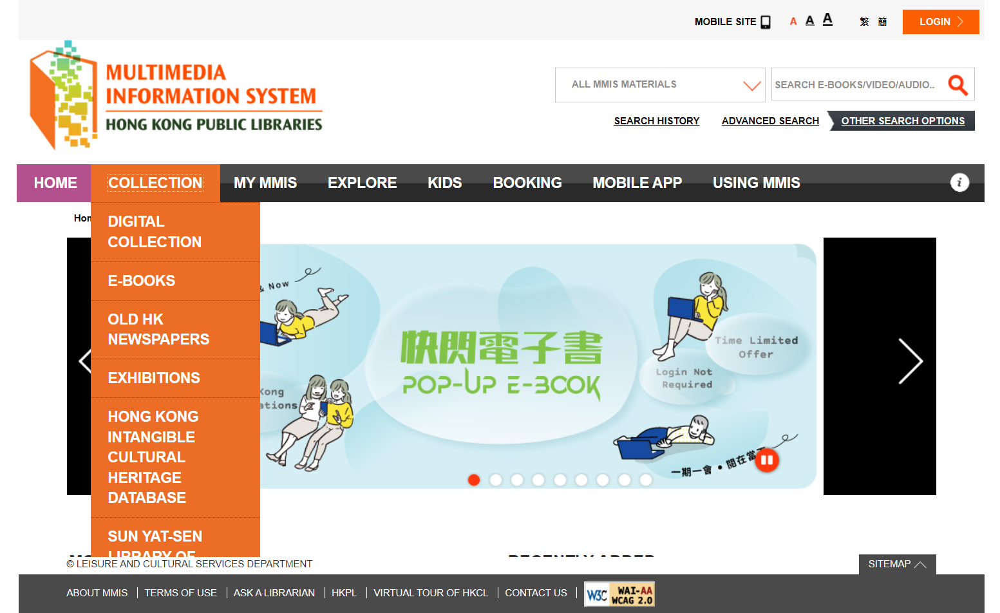 MOBILE SITE A A A 繁 簡 LOGIN
MULTIMEDIA
INFORMATION SYSTEM
HONG KONG PUBLIC LIBRARIES
ALL MMIS MATERIALS
SEARCH E-BOOKS/VIDEO/AUDIO..
SEARCH HISTORY ADVANCED SEARCH OTHER SEARCH OPTIONS
HOME COLLECTION MY MMIS EXPLORE KIDS BOOKING MOBILE APP USING MMIS i
DIGITAL
COLLECTION
E-BOOKS
OLD HK
NEWSPAPERS
EXHIBITIONS
HONG KONG
INTANGIBLE
CULTURAL
HERITAGE
DATABASE
SUN YAT-SEN
LIBRARY OF
& Now
快閃電子書
POP-UP E-BOOK
Time Limited
Offer
Login Not
Required
Kong
ations
一期一會 • 閱在當下
RECENTLY ADDED
© LEISURE AND CULTURAL SERVICES DEPARTMENT
SITEMAP
ABOUT MMIS TERMS OF USE ASK A LIBRARIAN HKPL VIRTUAL TOUR OF HKCL CONTACT US
W3C WAI-AA
WCAG 2.0